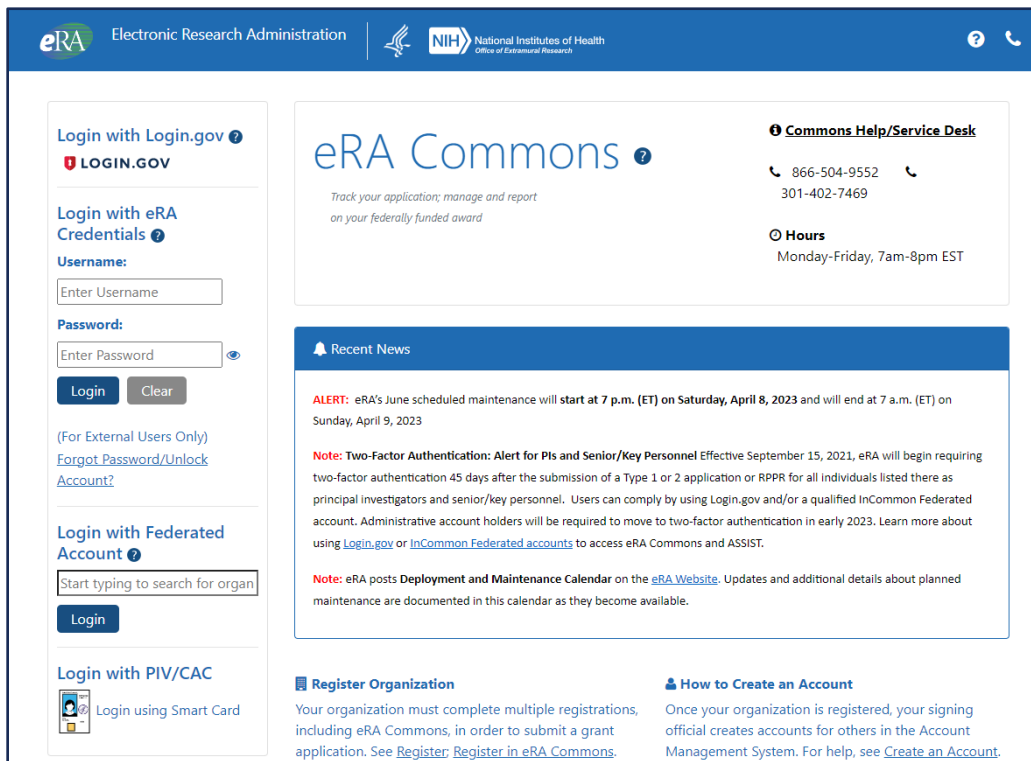 eRA Electronic Research Administration
NIH National Institutes of Health
Office of Extramural Research
Login with Login.gov
LOGIN.GOV
Login with eRA
Credentials
Username:
Enter Username
Password:
Enter Password
Login Clear
(For External Users Only)
Forgot Password/Unlock
Account?
Login with Federated
Account
Start typing to search for organ
Login
Login with PIV/CAC
Login using Smart Card
eRA Commons
Track your application; manage and report
on your federally funded award
Commons Help/Service Desk
866-504-9552
301-402-7469
Hours
Monday-Friday, 7am-8pm EST
Recent News
ALERT: eRA's June scheduled maintenance will start at 7 p.m. (ET) on Saturday, April 8, 2023 and will end at 7 a.m. (ET) on
Sunday, April 9, 2023
Note: Two-Factor Authentication: Alert for PIs and Senior/Key Personnel Effective September 15, 2021, eRA will begin requiring
two-factor authentication 45 days after the submission of a Type 1 or 2 application or RPPR for all individuals listed there as
principal investigators and senior/key personnel. Users can comply by using Login.gov and/or a qualified InCommon Federated
account. Administrative account holders will be required to move to two-factor authentication in early 2023. Learn more about
using Login.gov or InCommon Federated accounts to access eRA Commons and ASSIST.
Note: eRA posts Deployment and Maintenance Calendar on the eRA Website. Updates and additional details about planned
maintenance are documented in this calendar as they become available.
Register Organization
Your organization must complete multiple registrations,
including eRA Commons, in order to submit a grant
application. See Register; Register in eRA Commons.
How to Create an Account
Once your organization is registered, your signing
official creates accounts for others in the Account
Management System. For help, see Create an Account.